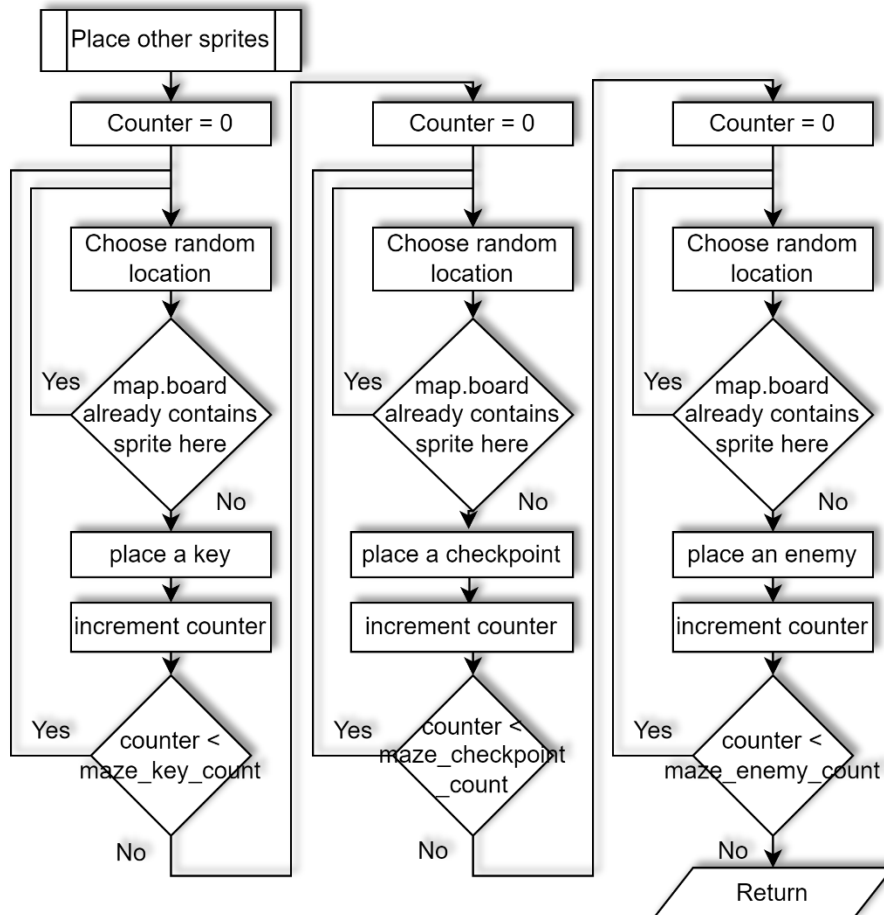 Place other sprites
Counter = 0
Choose random
location
map.board
already contains
sprite here
Yes
No
place a key
increment counter
counter <
maze_key_count
Yes
No
Counter = 0
Choose random
location
map.board
already contains
sprite here
Yes
No
place a checkpoint
increment counter
counter <
maze_checkpoint
_count
Yes
No
Counter = 0
Choose random
location
map.board
already contains
sprite here
Yes
No
place an enemy
increment counter
counter <
maze_enemy_count
Yes
No
Return